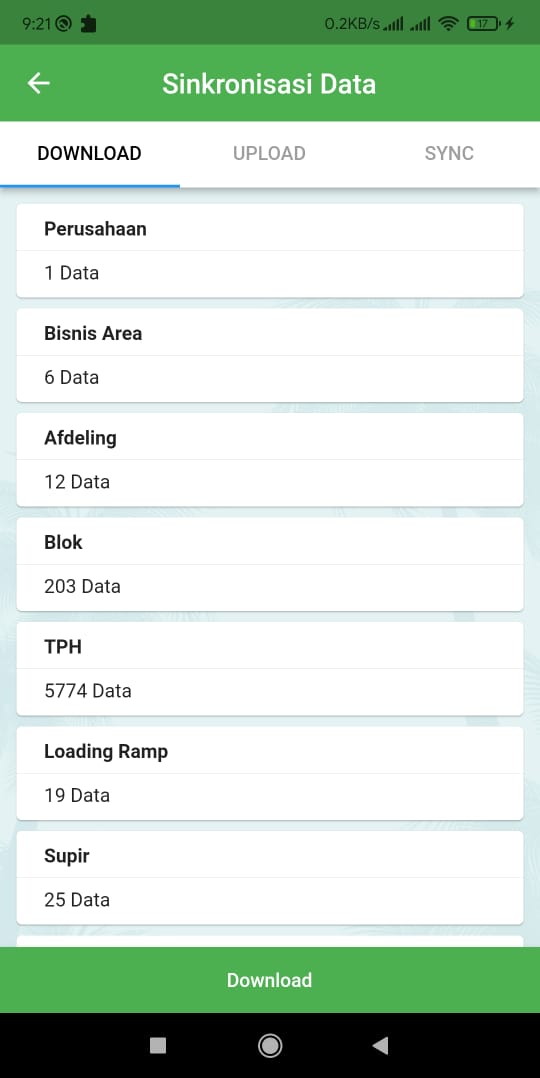 9:21 0.2KB/s 17
Sinkronisasi Data
DOWNLOAD UPLOAD SYNC
Perusahaan
1 Data
Bisnis Area
6 Data
Afdeling
12 Data
Blok
203 Data
TPH
5774 Data
Loading Ramp
19 Data
Supir
25 Data
Download